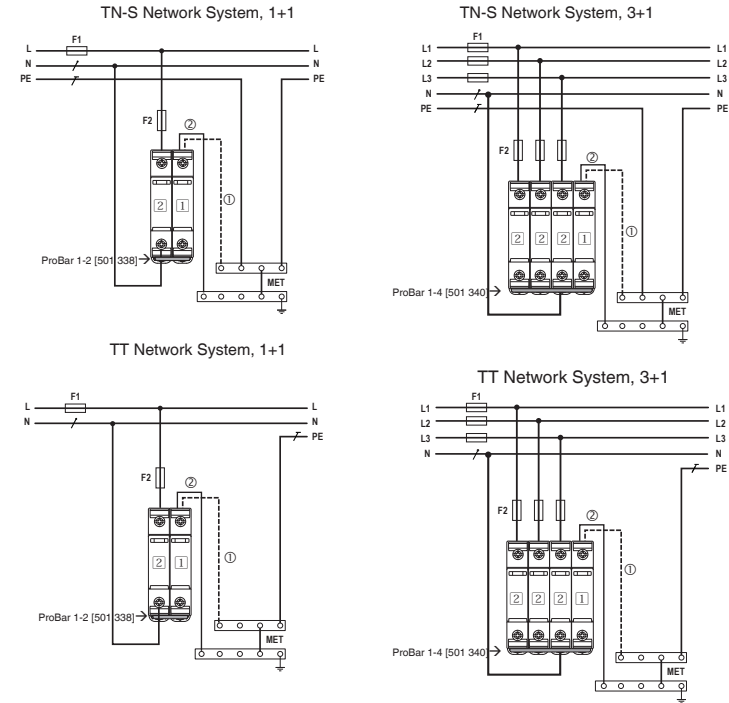 TN-S Network System, 1+1
F1
L L
N N
PE PE
F2
②
①
2 1
ProBar 1-2 [501 338]
MET
TN-S Network System, 3+1
F1
L1 L1
L2 L2
L3 L3
N N
PE PE
F2
②
①
2 2 2 1
ProBar 1-4 [501 340]
MET
TT Network System, 1+1
F1
L L
N N
PE
F2
②
①
2 1
ProBar 1-2 [501 338]
MET
TT Network System, 3+1
F1
L1 L1
L2 L2
L3 L3
N N
PE
F2
②
①
2 2 2 1
ProBar 1-4 [501 340]
MET